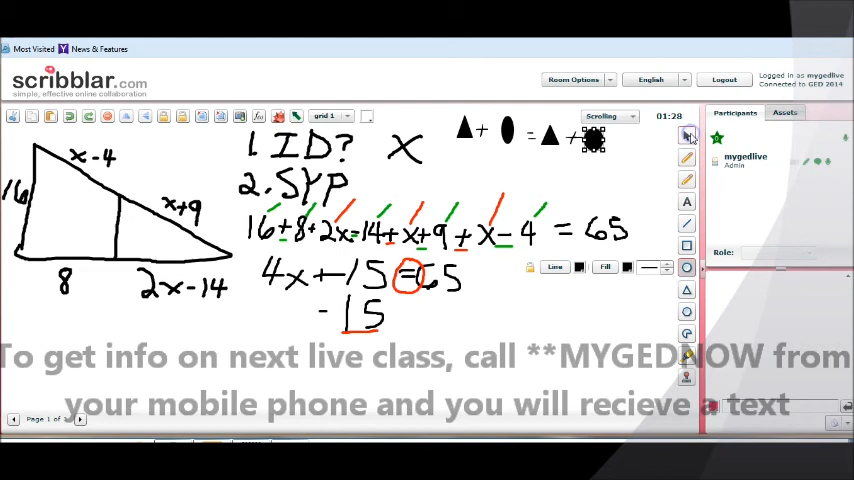 Most Visited News & Features
scribblar.com
simple, effective online collaboration
Room Options English Logout
Logged in as mygedlive
Connected to GED 2014
grid 1 Scrolling 01:28 Participants Assets
0
mygedlive
Admin
1. ID? X
2. SYP
+ = +
x-4
16
x+9
8
2x-14
16+8+2x-14+x+9+x-4 = 65
4x+15=65
-15
Role:
Line Fill
A
To get info on next live class, call **MYGEDNOW from
your mobile phone and you will recieve a text
Page 1 of